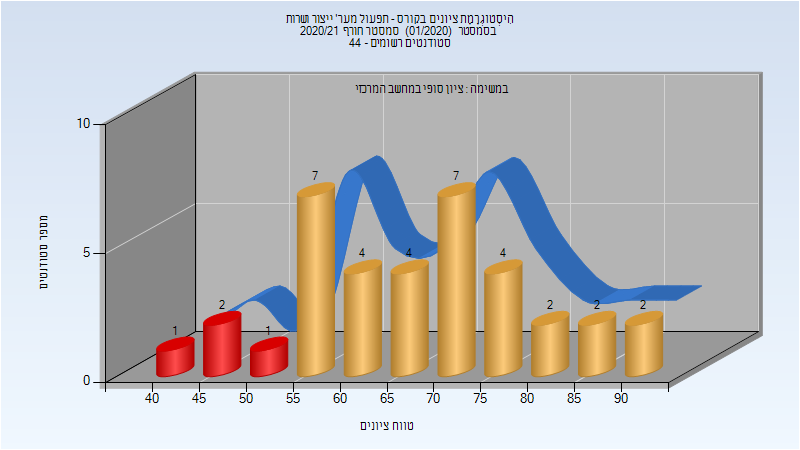 היסטוגרמת ציונים בקורס - תפעול מער' ייצור ושרות
בסמסטר (01/2020) סמסטר חורף 2020/21
סטודנטים רשומים - 44
במשימה : ציון סופי במחשב המרכזי
מספר סטודנטים
10
5
0
1
2
1
7
4
4
7
4
2
2
2
40 45 50 55 60 65 70 75 80 85 90
טווח ציונים